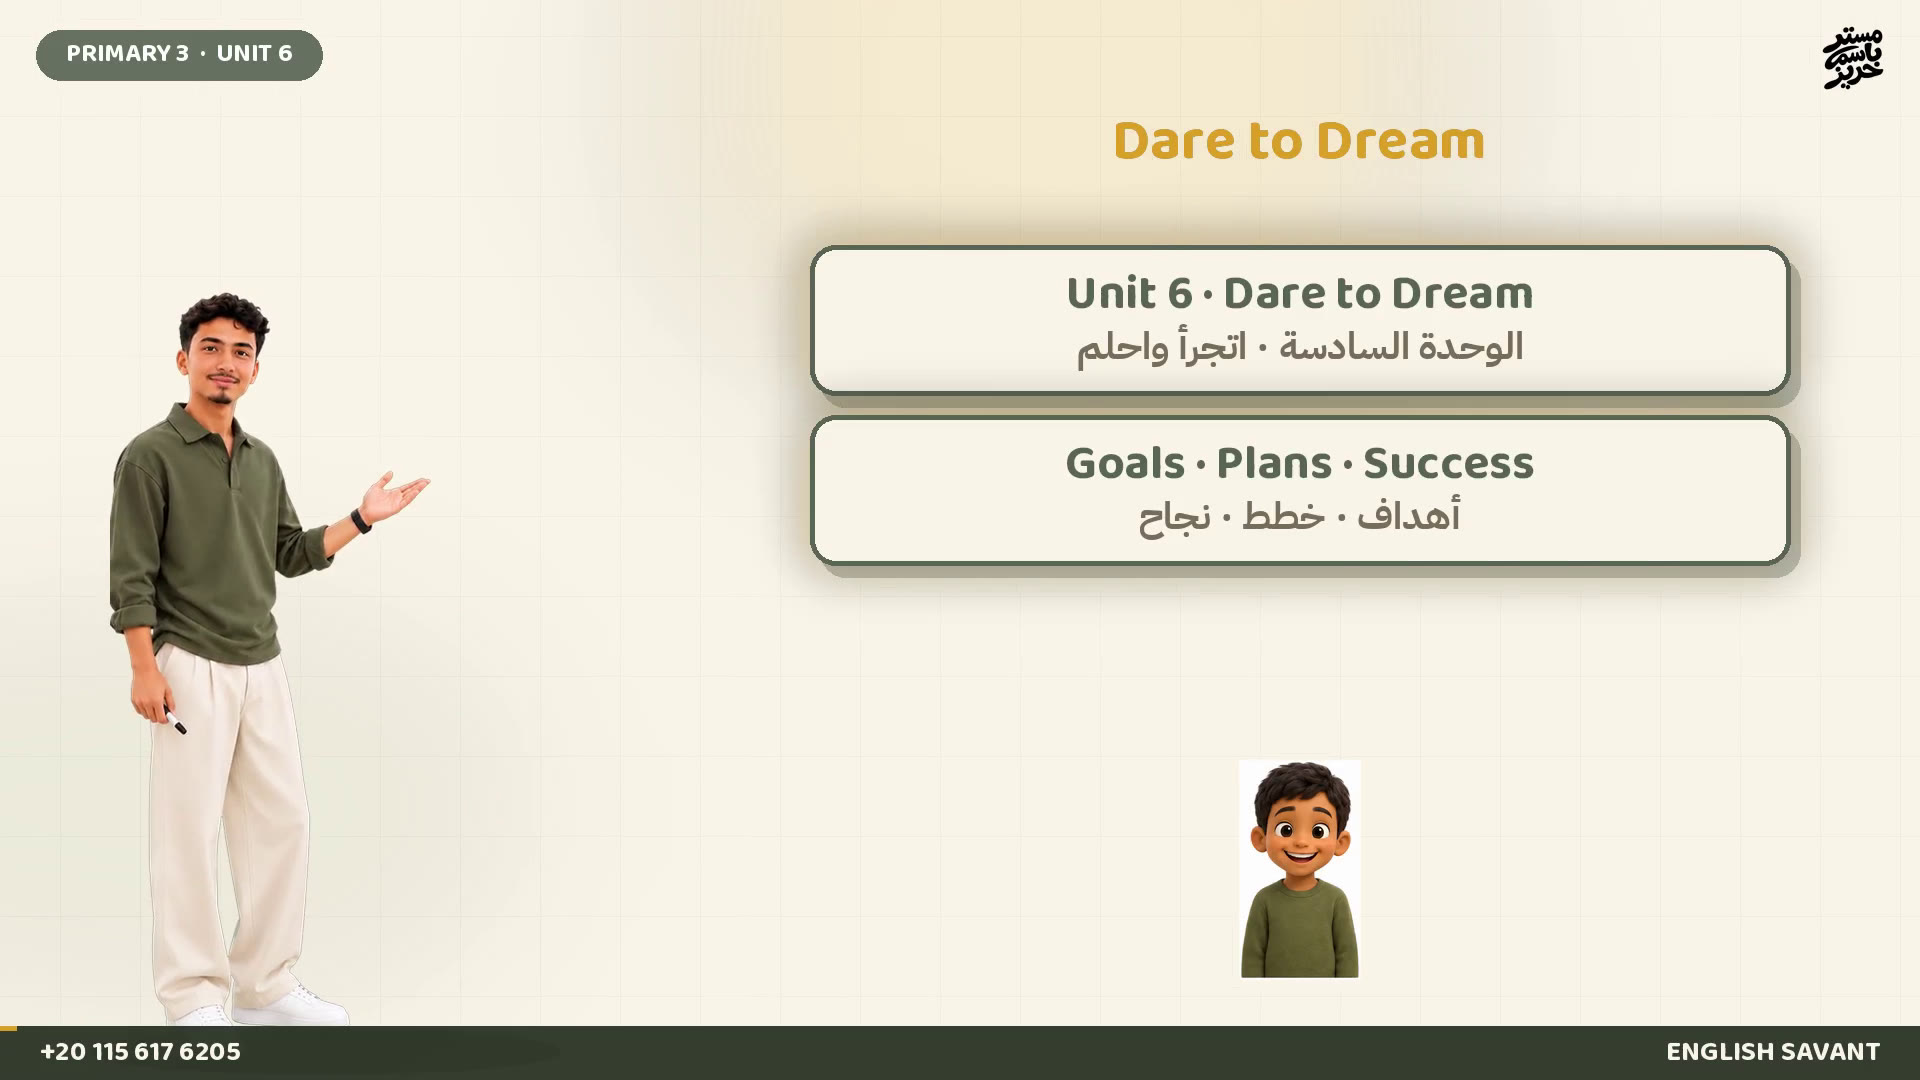 PRIMARY 3 · UNIT 6
مستر
باسم
حريز
Dare to Dream
Unit 6 · Dare to Dream
الوحدة السادسة · اتجرأ واحلم
Goals · Plans · Success
أهداف · خطط · نجاح
+20 115 617 6205
ENGLISH SAVANT